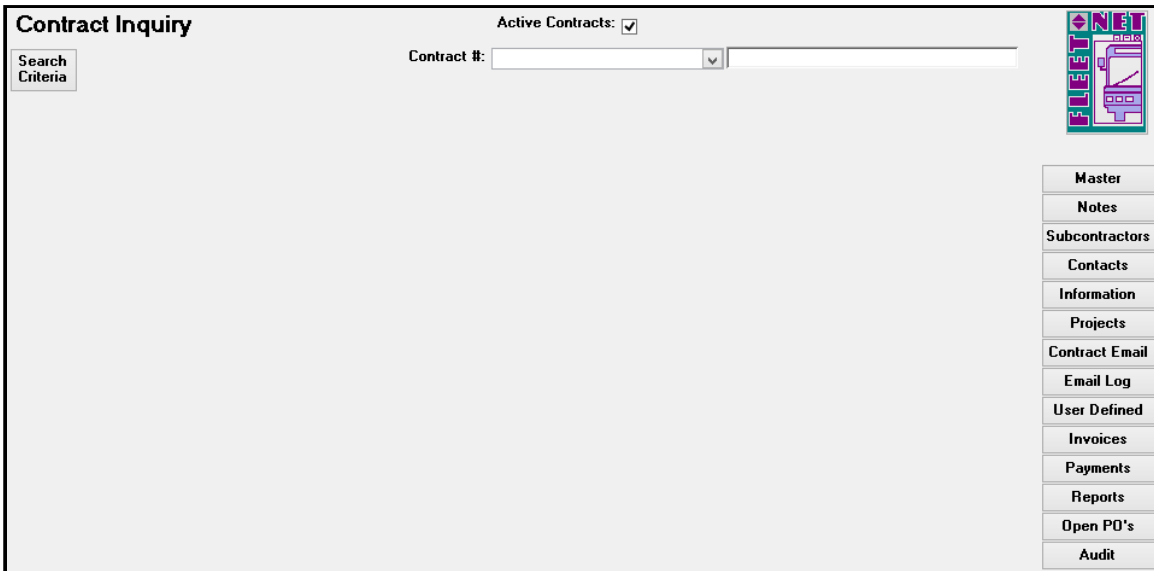 Contract Inquiry
Active Contracts:
Search
Criteria
Contract #:
FLEET
NET
Master
Notes
Subcontractors
Contacts
Information
Projects
Contract Email
Email Log
User Defined
Invoices
Payments
Reports
Open PO's
Audit